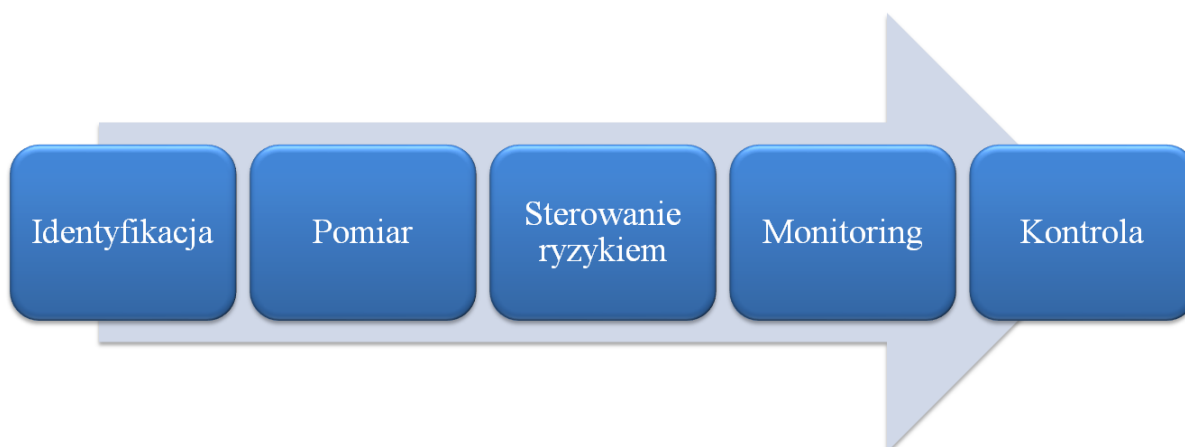 Identyfikacja
Pomiar
Sterowanie
ryzykiem
Monitoring
Kontrola